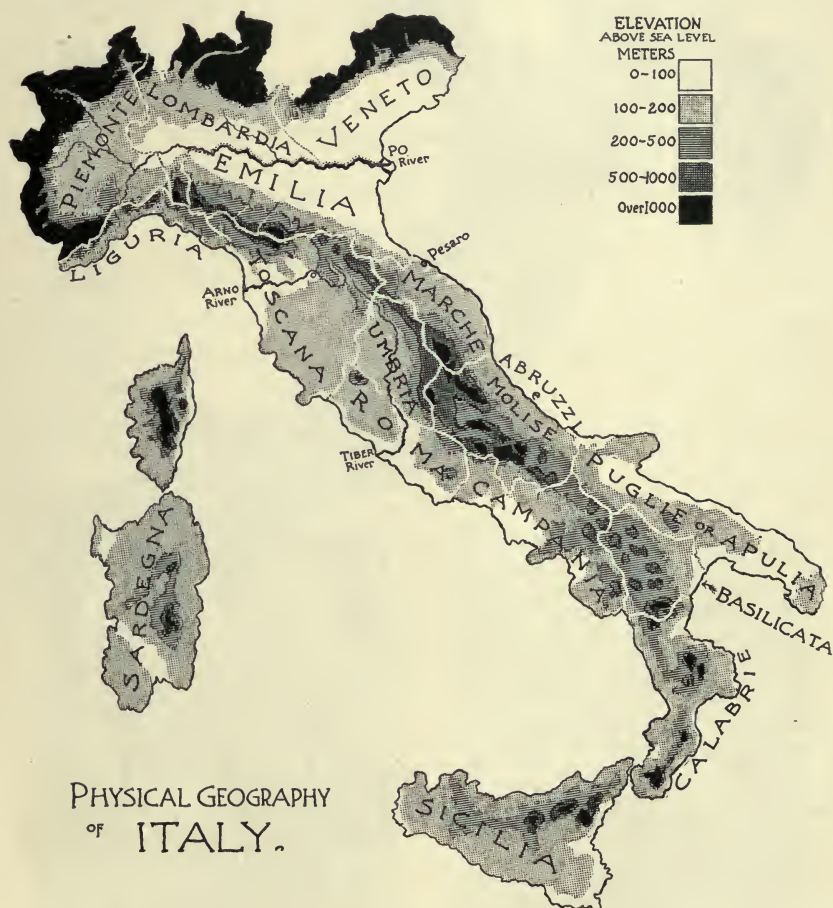 ELEVATION
ABOVE SEA LEVEL
METERS
0-100
100-200
200-500
500-1000
Over 1000
PIEMONTE
LOMBARDIA
VENETO
PO
River
EMILIA
LIGURIA
Pesaro
ARNO
River
TOSCANA
MARCHE
UMBRIA
ABRUZZI
MOLISE
ROMA
TIBER
River
CAMPANIA
PUGLIE OR APULIA
BASILICATA
SARDEGNA
CALABRIE
SICILIA
PHYSICAL GEOGRAPHY
OF ITALY.